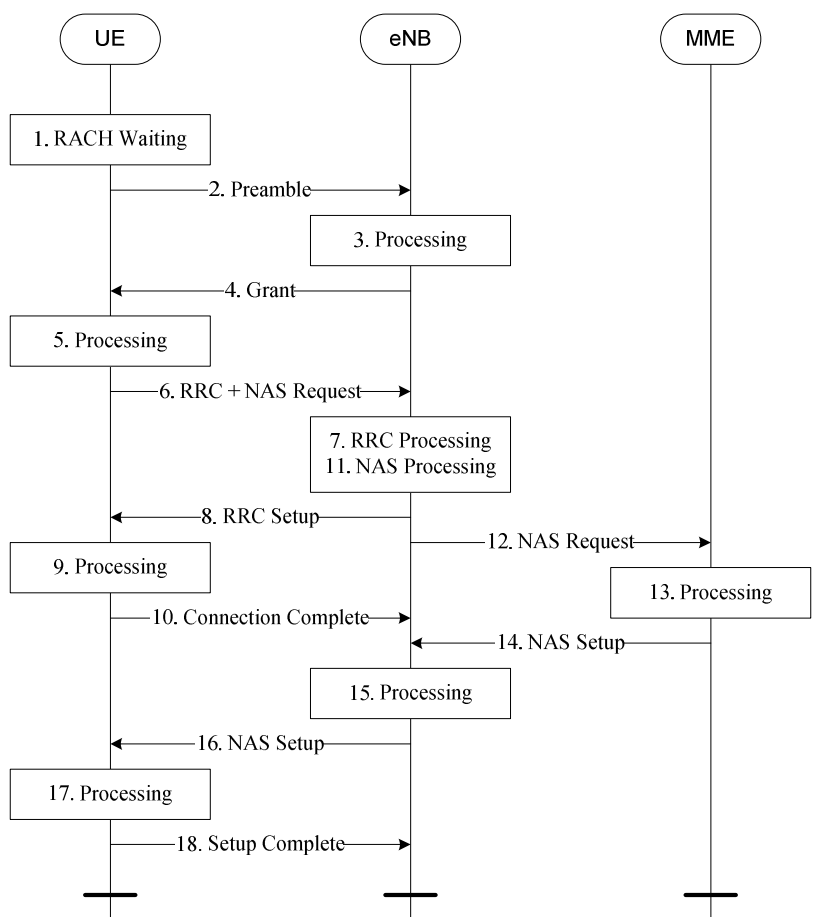 UE
eNB
MME
1. RACH Waiting
2. Preamble
3. Processing
4. Grant
5. Processing
6. RRC + NAS Request
7. RRC Processing
11. NAS Processing
8. RRC Setup
12. NAS Request
9. Processing
13. Processing
10. Connection Complete
14. NAS Setup
15. Processing
16. NAS Setup
17. Processing
18. Setup Complete